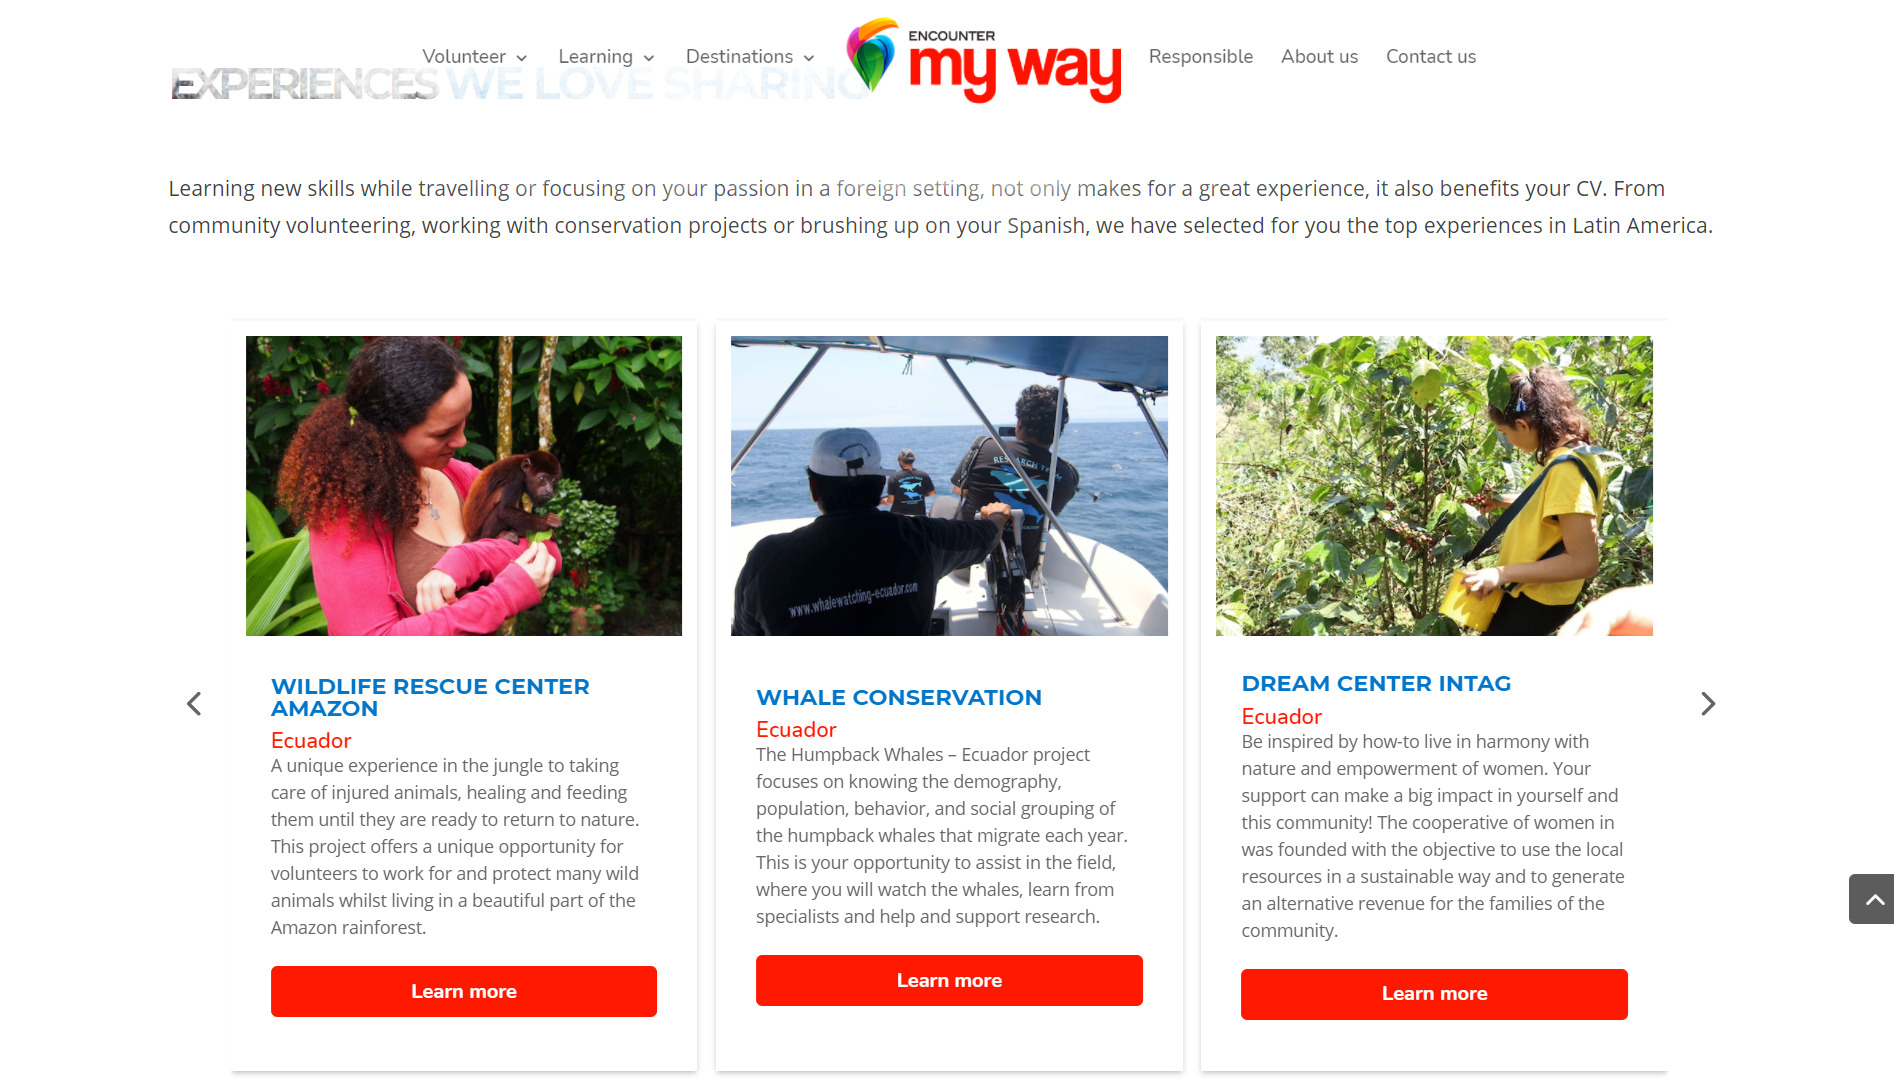 Volunteer
Learning
Destinations
ENCOUNTER
my way
Responsible
About us
Contact us
EXPERIENCES WE LOVE SHARING
Learning new skills while travelling or focusing on your passion in a foreign setting, not only makes for a great experience, it also benefits your CV. From
community volunteering, working with conservation projects or brushing up on your Spanish, we have selected for you the top experiences in Latin America.
RESEARCH TEAM
www.whalewatching-ecuador.com
WILDLIFE RESCUE CENTER
AMAZON
Ecuador
A unique experience in the jungle to taking
care of injured animals, healing and feeding
them until they are ready to return to nature.
This project offers a unique opportunity for
volunteers to work for and protect many wild
animals whilst living in a beautiful part of the
Amazon rainforest.
Learn more
WHALE CONSERVATION
Ecuador
The Humpback Whales – Ecuador project
focuses on knowing the demography,
population, behavior, and social grouping of
the humpback whales that migrate each year.
This is your opportunity to assist in the field,
where you will watch the whales, learn from
specialists and help and support research.
Learn more
DREAM CENTER INTAG
Ecuador
Be inspired by how-to live in harmony with
nature and empowerment of women. Your
support can make a big impact in yourself and
this community! The cooperative of women in
was founded with the objective to use the local
resources in a sustainable way and to generate
an alternative revenue for the families of the
community.
Learn more